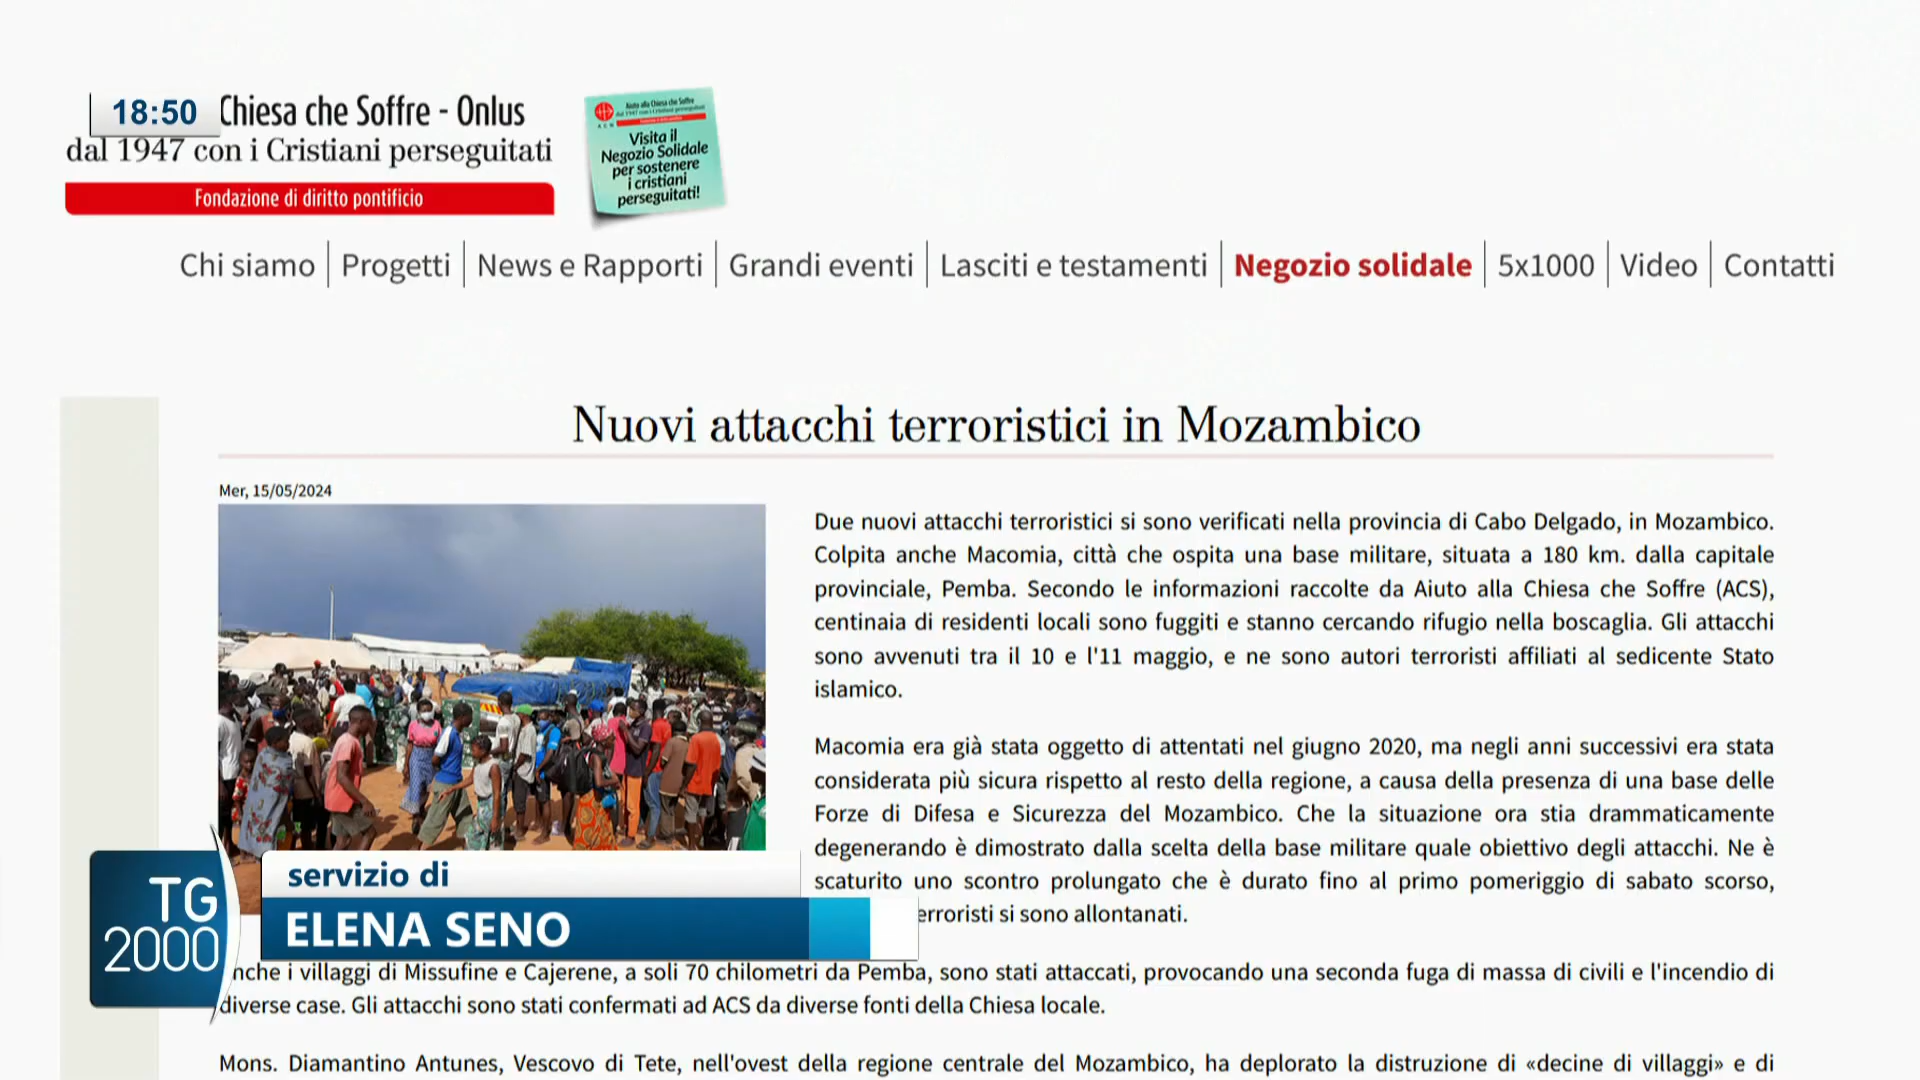 18:50
Chiesa che Soffre - Onlus
dal 1947 con i Cristiani perseguitati
Fondazione di diritto pontificio
Aiuto alla Chiesa che Soffre
Visita il
Negozio Solidale
per sostenere
i cristiani
perseguitati!
Chi siamo
Progetti
News e Rapporti
Grandi eventi
Lasciti e testamenti
Negozio solidale
5x1000
Video
Contatti
Nuovi attacchi terroristici in Mozambico
Mer, 15/05/2024
Due nuovi attacchi terroristici si sono verificati nella provincia di Cabo Delgado, in Mozambico.
Colpita anche Macomia, città che ospita una base militare, situata a 180 km. dalla capitale
provinciale, Pemba. Secondo le informazioni raccolte da Aiuto alla Chiesa che Soffre (ACS),
centinaia di residenti locali sono fuggiti e stanno cercando rifugio nella boscaglia. Gli attacchi
sono avvenuti tra il 10 e l'11 maggio, e ne sono autori terroristi affiliati al sedicente Stato
islamico.
Macomia era già stata oggetto di attentati nel giugno 2020, ma negli anni successivi era stata
considerata più sicura rispetto al resto della regione, a causa della presenza di una base delle
Forze di Difesa e Sicurezza del Mozambico. Che la situazione ora stia drammaticamente
degenerando è dimostrato dalla scelta della base militare quale obiettivo degli attacchi. Ne è
scaturito uno scontro prolungato che è durato fino al primo pomeriggio di sabato scorso,
erroristi si sono allontanati.
nche i villaggi di Missufine e Cajerene, a soli 70 chilometri da Pemba, sono stati attaccati, provocando una seconda fuga di massa di civili e l'incendio di
diverse case. Gli attacchi sono stati confermati ad ACS da diverse fonti della Chiesa locale.
Mons. Diamantino Antunes, Vescovo di Tete, nell'ovest della regione centrale del Mozambico, ha deplorato la distruzione di «decine di villaggi» e di
servizio di
ELENA SENO
TG
2000